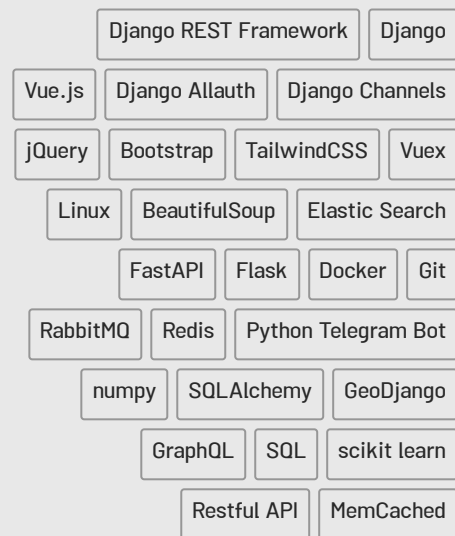 Django REST Framework Django
Vue.js Django Allauth Django Channels
jQuery Bootstrap TailwindCSS Vuex
Linux BeautifulSoup Elastic Search
FastAPI Flask Docker Git
RabbitMQ Redis Python Telegram Bot
numpy SQLAlchemy GeoDjango
GraphQL SQL scikit learn
Restful API MemCached